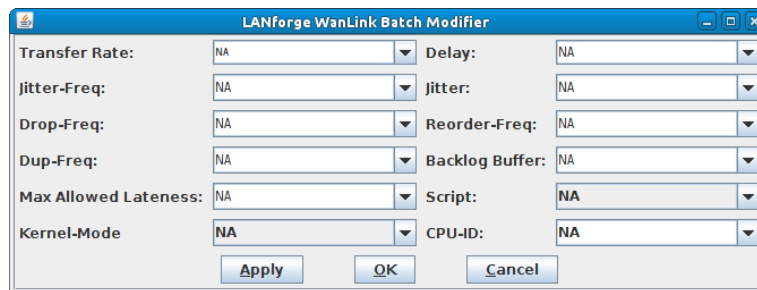 LANforge WanLink Batch Modifier
Transfer Rate: NA Delay: NA
Jitter-Freq: NA Jitter: NA
Drop-Freq: NA Reorder-Freq: NA
Dup-Freq: NA Backlog Buffer: NA
Max Allowed Lateness: NA Script: NA
Kernel-Mode NA CPU-ID: NA
Apply OK Cancel